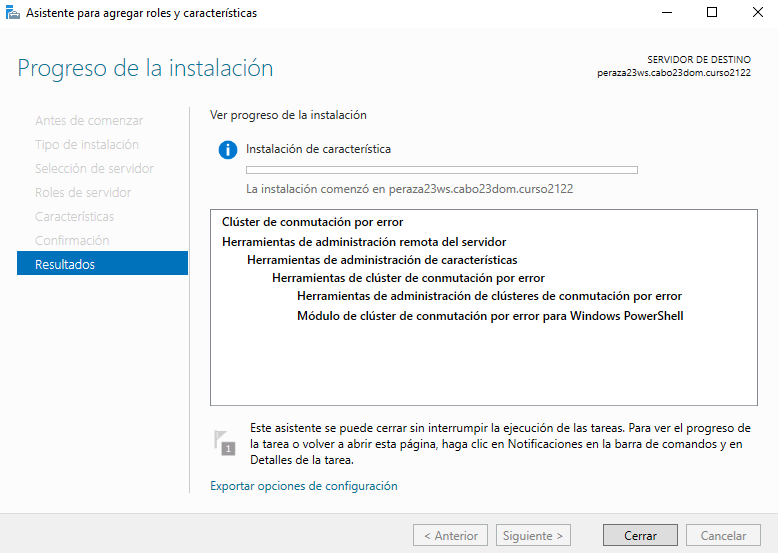 Asistente para agregar roles y características
Progreso de la instalación
SERVIDOR DE DESTINO
peraza23ws.cabo23dom.curso2122
Antes de comenzar
Tipo de instalación
Selección de servidor
Roles de servidor
Características
Confirmación
Resultados
Ver progreso de la instalación
Instalación de característica
La instalación comenzó en peraza23ws.cabo23dom.curso2122
Clúster de conmutación por error
Herramientas de administración remota del servidor
Herramientas de administración de características
Herramientas de clúster de conmutación por error
Herramientas de administración de clústeres de conmutación por error
Módulo de clúster de conmutación por error para Windows PowerShell
1
Este asistente se puede cerrar sin interrumpir la ejecución de las tareas. Para ver el progreso de
la tarea o volver a abrir esta página, haga clic en Notificaciones en la barra de comandos y en
Detalles de la tarea.
Exportar opciones de configuración
< Anterior
Siguiente >
Cerrar
Cancelar